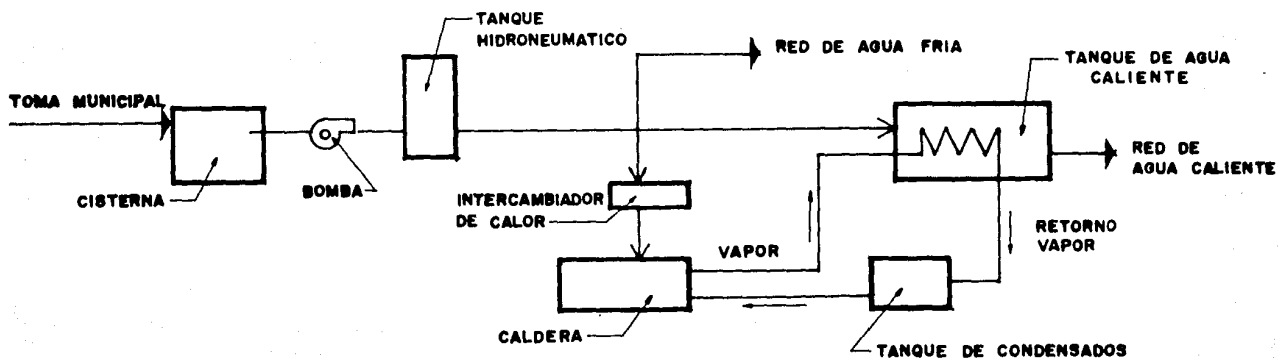 TANQUE
HIDRONEUMATICO
RED DE AGUA FRIA
TANQUE DE AGUA
CALIENTE
TOMA MUNICIPAL
RED DE
AGUA CALIENTE
CISTERNA
BOMBA
INTERCAMBIADOR
DE CALOR
VAPOR
RETORNO
VAPOR
CALDERA
TANQUE DE CONDENSADOS